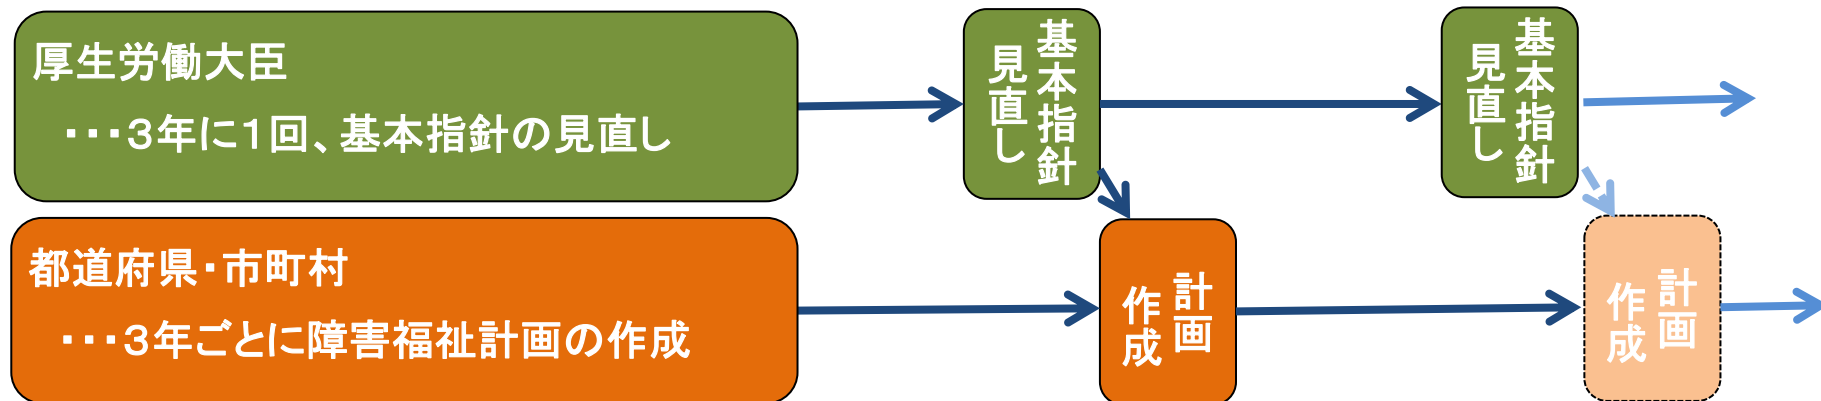 厚生労働大臣
・・・３年に１回、基本指針の見直し
基本指針
見直し
基本指針
見直し
都道府県・市町村
・・・３年ごとに障害福祉計画の作成
計画
作成
計画
作成